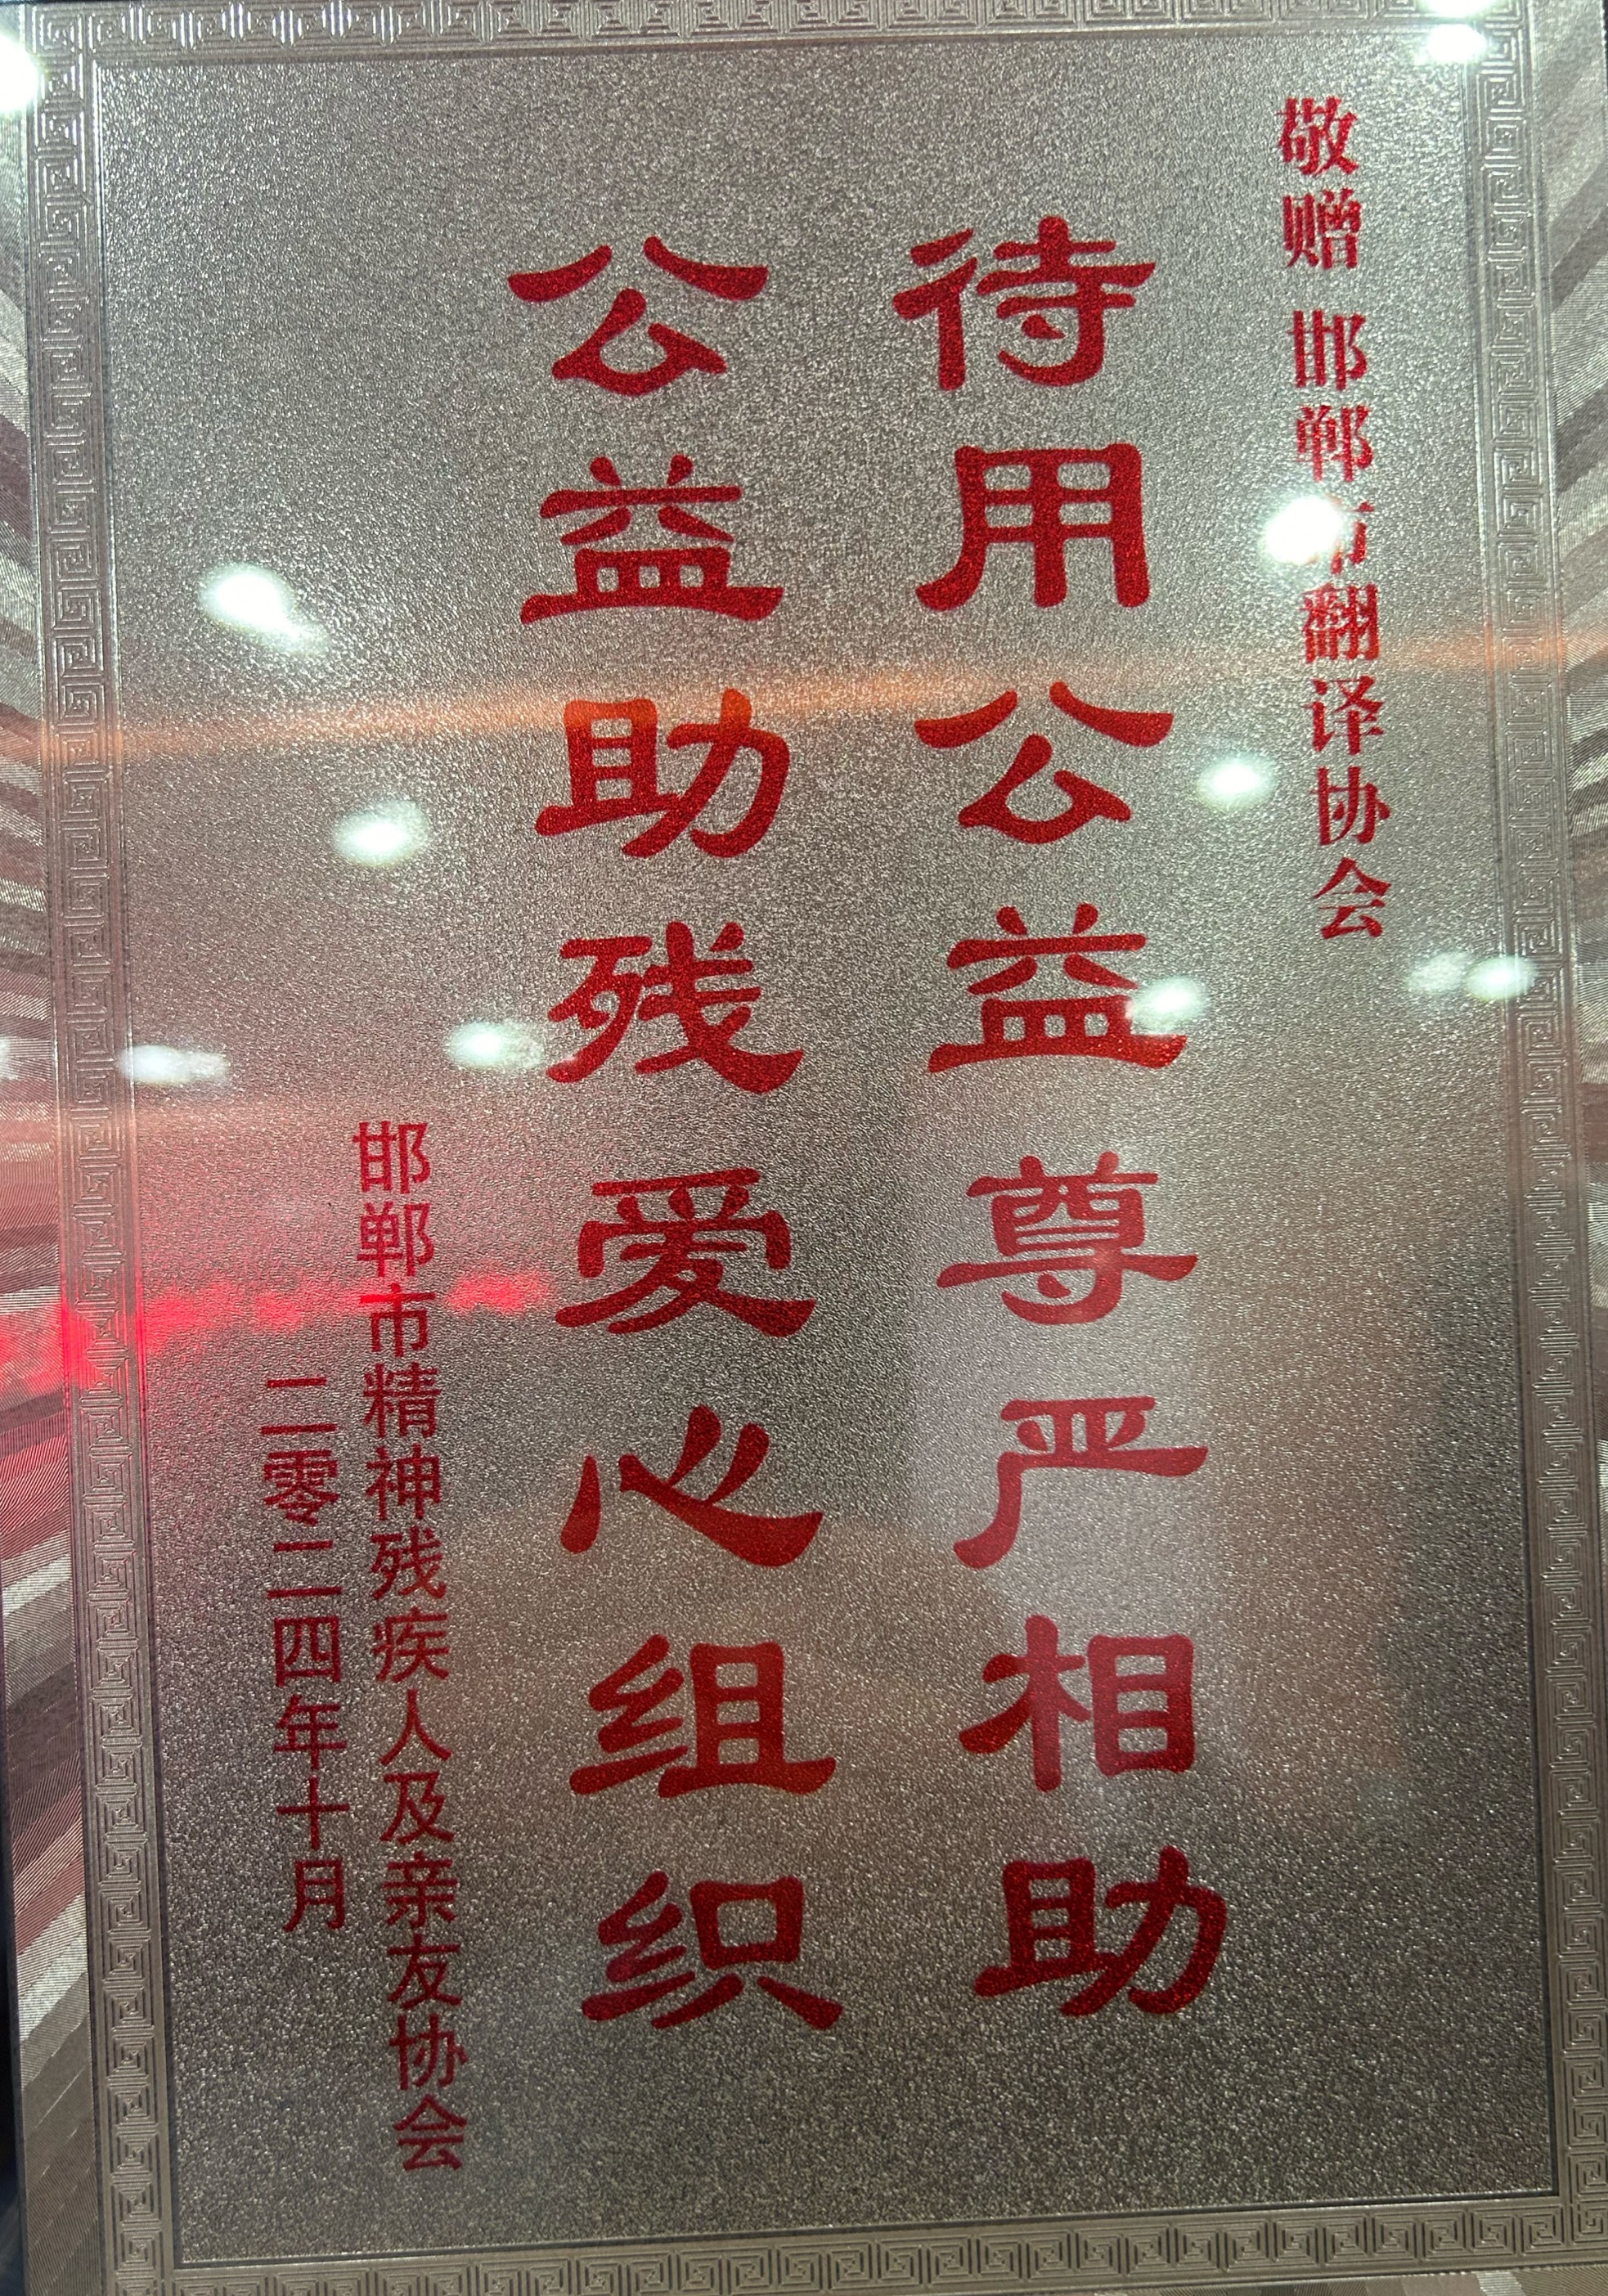 敬赠 邯郸市翻译协会
待用公益尊严相助
公益助残爱心组织
邯郸市精神残疾人及亲友协会
二零二四年十月